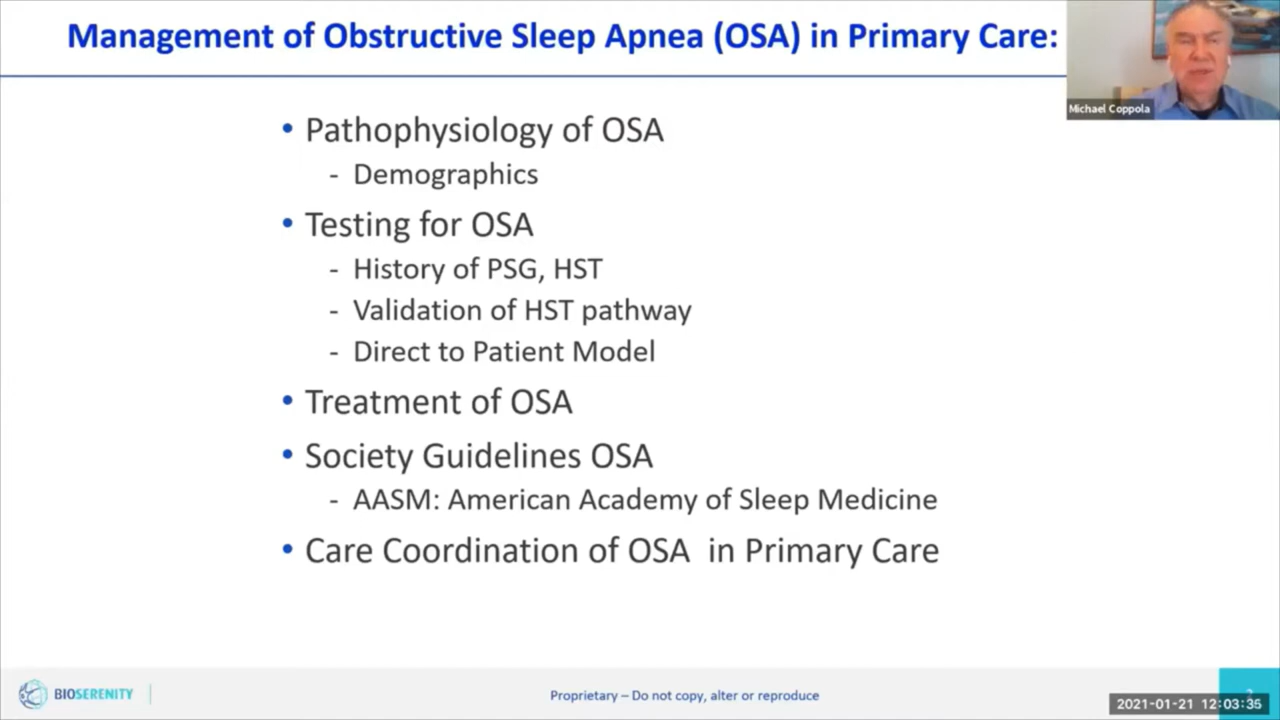 Management of Obstructive Sleep Apnea (OSA) in Primary Care:
Michael Coppola
• Pathophysiology of OSA
- Demographics
• Testing for OSA
- History of PSG, HST
- Validation of HST pathway
- Direct to Patient Model
• Treatment of OSA
• Society Guidelines OSA
- AASM: American Academy of Sleep Medicine
• Care Coordination of OSA in Primary Care
BIOSERENITY
Proprietary – Do not copy, alter or reproduce
2021-01-21 12:03:35